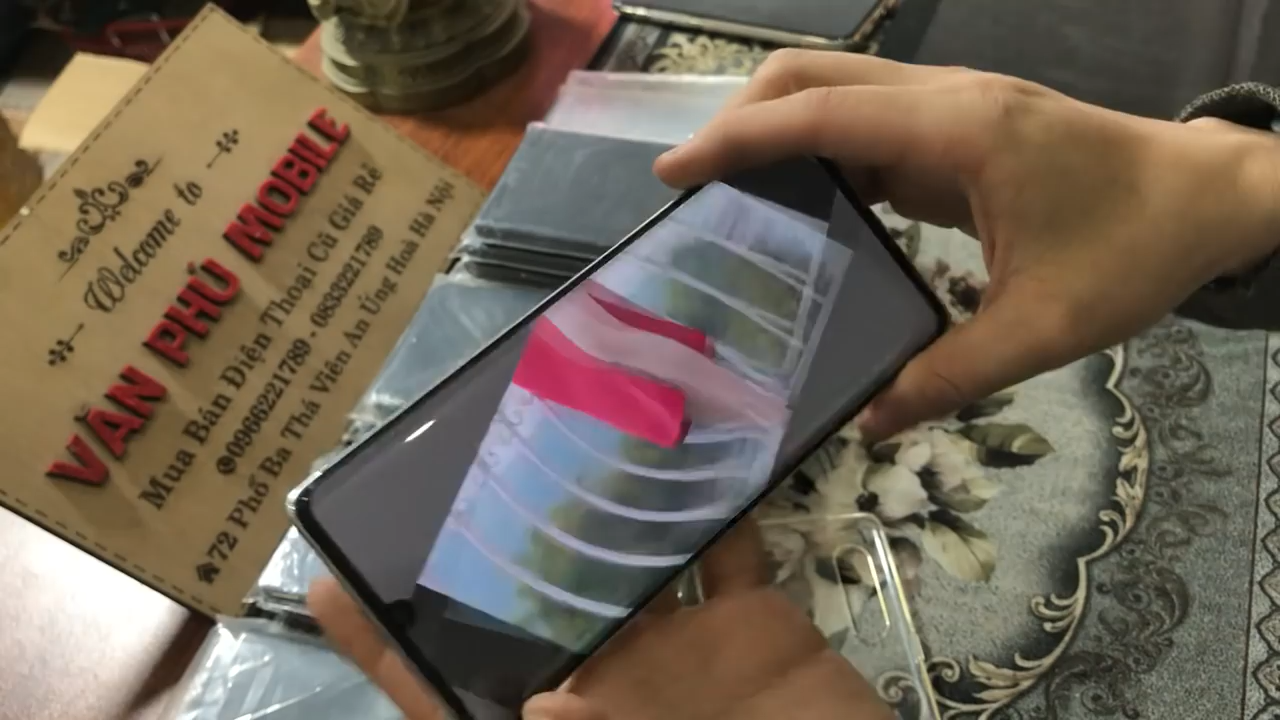 Welcome to
VĂN PHÚ MOBILE
Mua Bán Điện Thoại Cũ Giá Rẻ
0966221789 - 0833221789
72 Phố Ba Thá Viên An Ứng Hoà Hà Nội